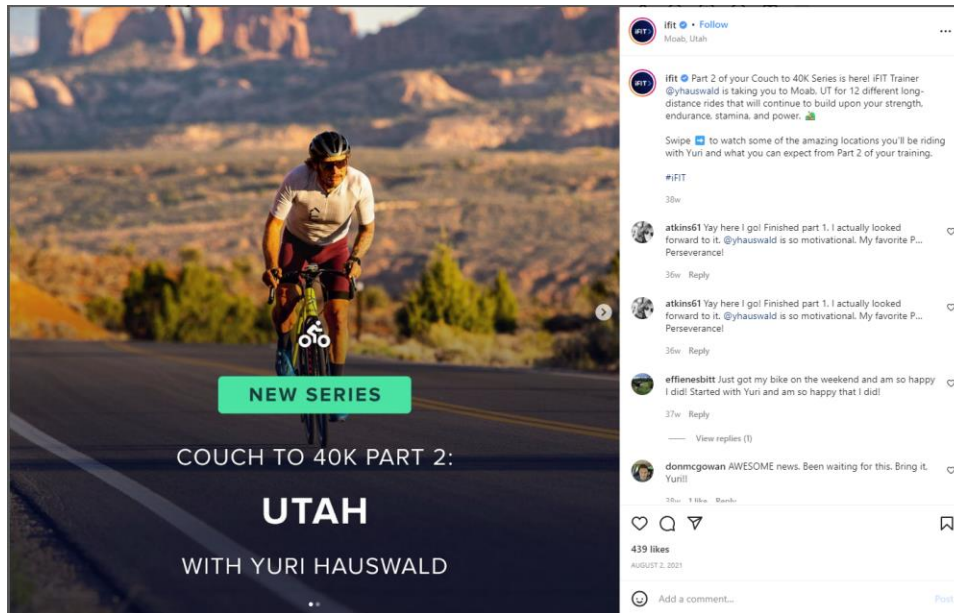 NEW SERIES
COUCH TO 40K PART 2:
UTAH
WITH YURI HAUSWALD
iFIT
ifit • Follow
Moab, Utah
iFIT
ifit Part 2 of your Couch to 40K Series is here! iFIT Trainer
@yhauswald is taking you to Moab, UT for 12 different long-
distance rides that will continue to build upon your strength,
endurance, stamina, and power.
Swipe ➡️ to watch some of the amazing locations you'll be riding
with Yuri and what you can expect from Part 2 of your training.
#iFIT
38w
atkins61 Yay here I go! Finished part 1. I actually looked
forward to it. @yhauswald is so motivational. My favorite P...
Perseverance!
36w Reply
atkins61 Yay here I go! Finished part 1. I actually looked
forward to it. @yhauswald is so motivational. My favorite P...
Perseverance!
36w Reply
effienesbitt Just got my bike on the weekend and am so happy
I did! Started with Yuri and am so happy that I did!
37w Reply
View replies (1)
donmcgowan AWESOME news. Been waiting for this. Bring it,
Yuri!!
1 like Reply
439 likes
AUGUST 2, 2021
Add a comment...
Post